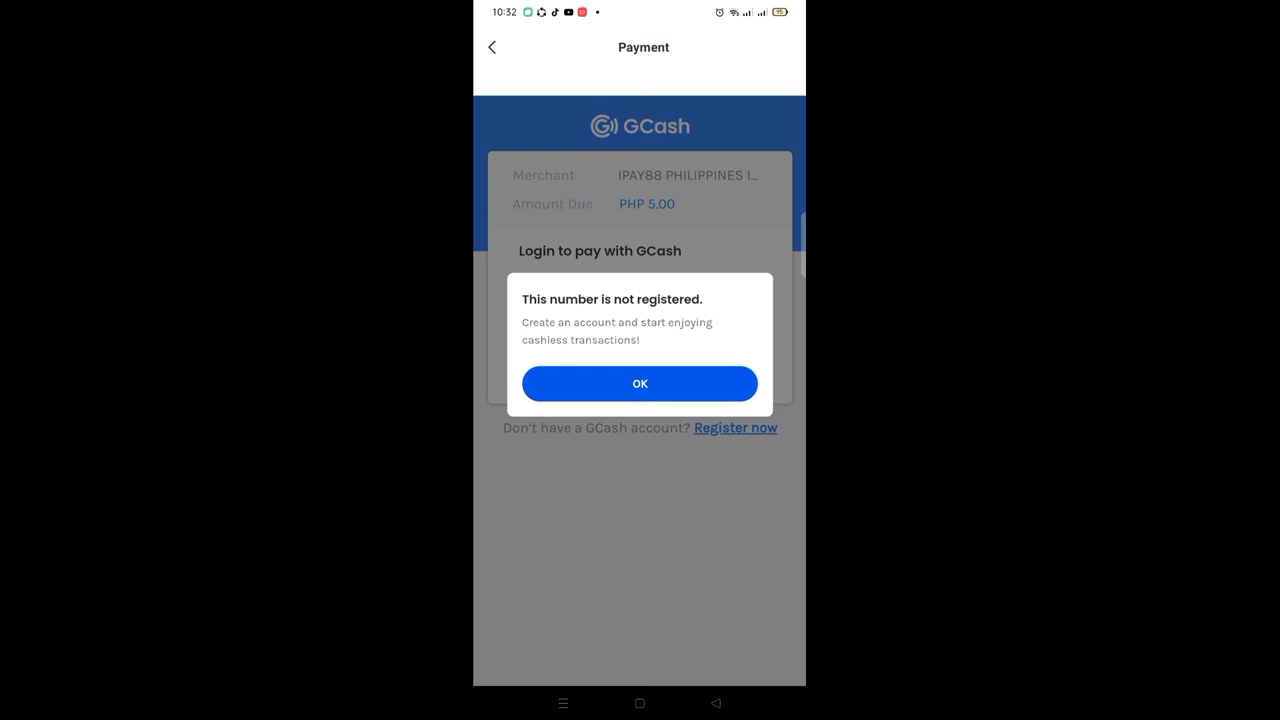 10:32
95
Payment
GCash
Merchant IPAY88 PHILIPPINES I...
Amount Due PHP 5.00
Login to pay with GCash
This number is not registered.
Create an account and start enjoying
cashless transactions!
OK
Don't have a GCash account? Register now